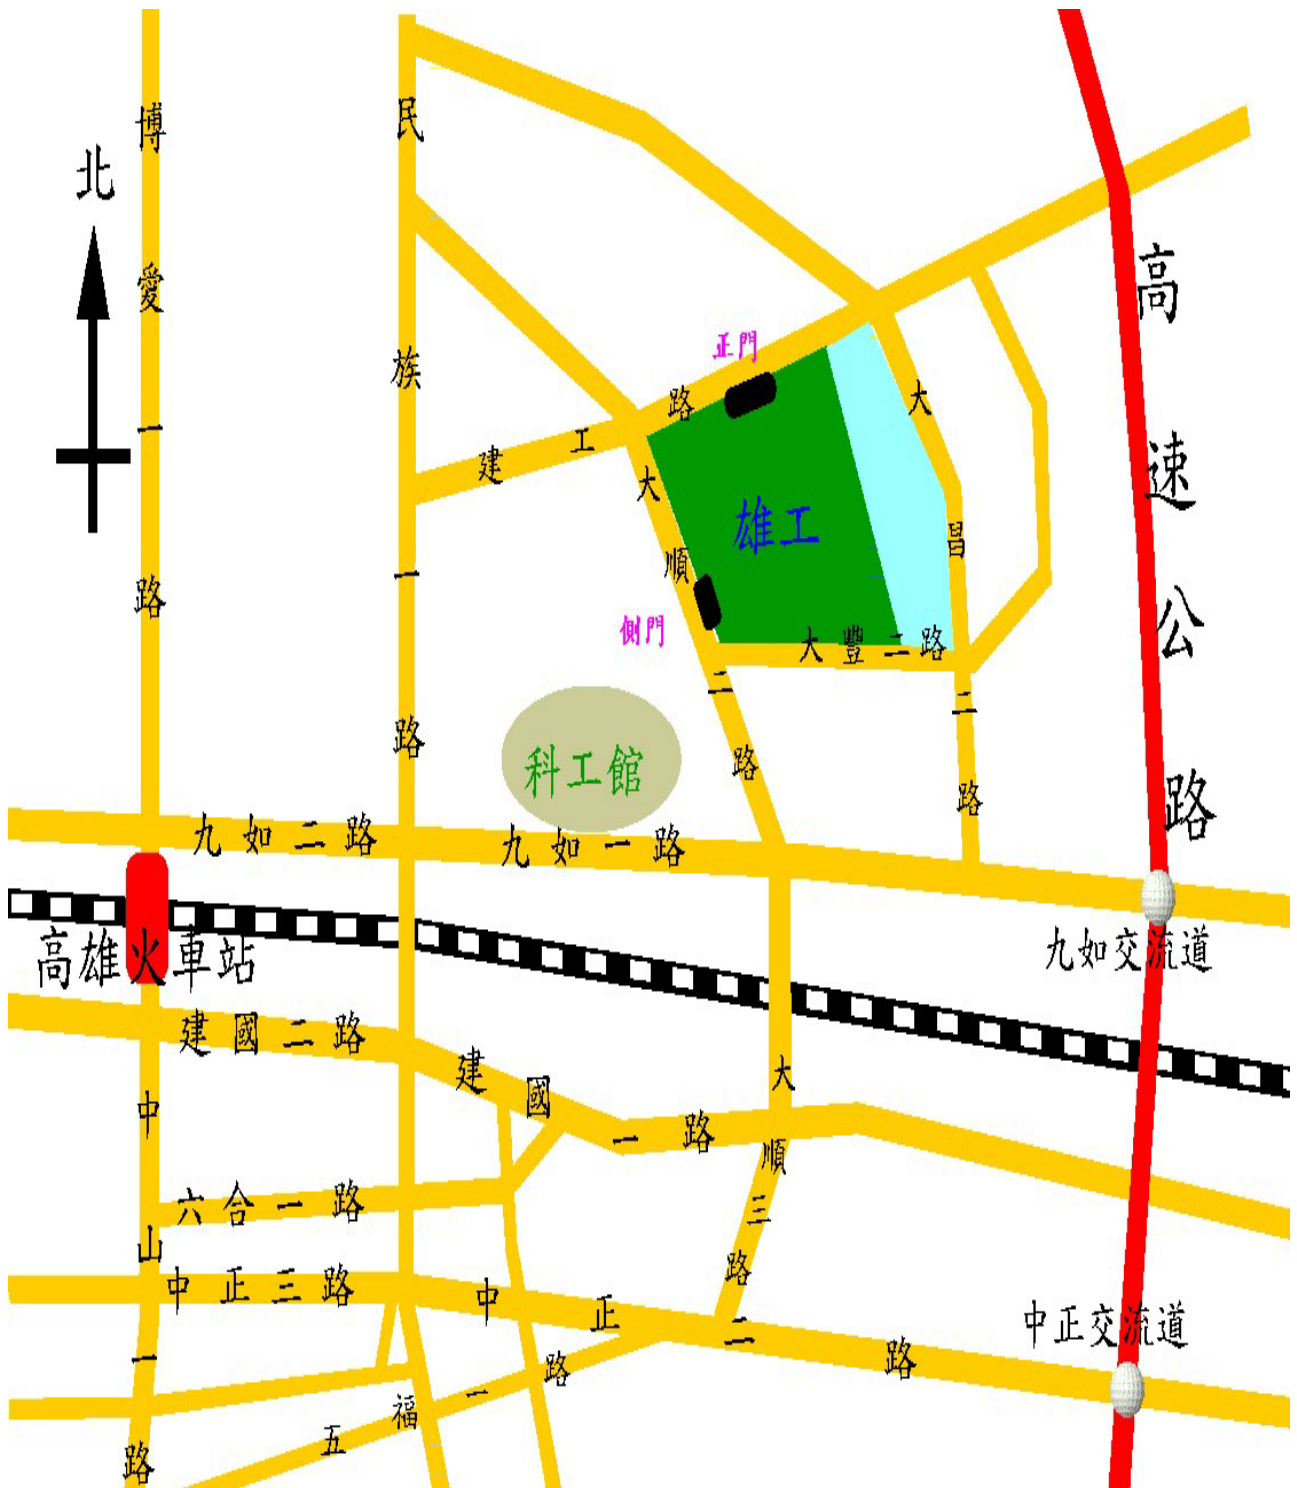 北
博愛一路
民族一路
高速公路
正門
建工路
大順二路
雄工
大昌二路
側門
大豐二路
科工館
九如二路
九如一路
高雄火車站
九如交流道
建國二路
建國一路
大順三路
中山一路
六合一路
中正三路
中正二路
中正交流道
五福一路